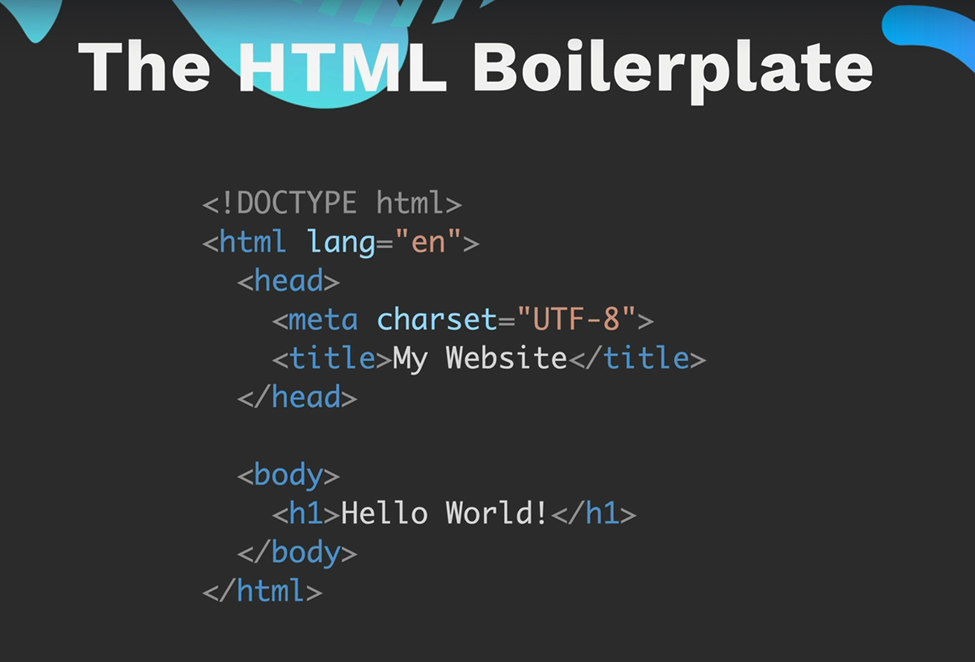 The HTML Boilerplate
<!DOCTYPE html>
<html lang="en">
<head>
<meta charset="UTF-8">
<title>My Website</title>
</head>
<body>
<h1>Hello World!</h1>
</body>
</html>